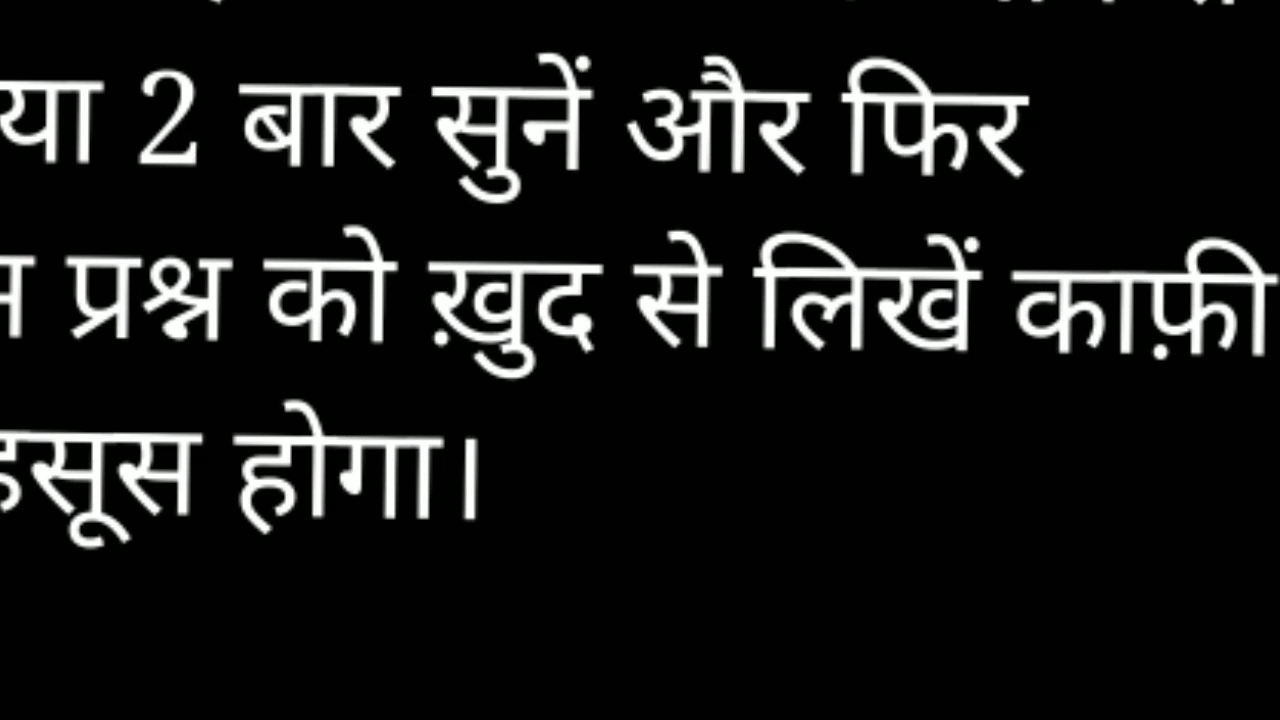 या 2 बार सुनें और फिर
प्रश्न को ख़ुद से लिखें काफ़ी
होगा।